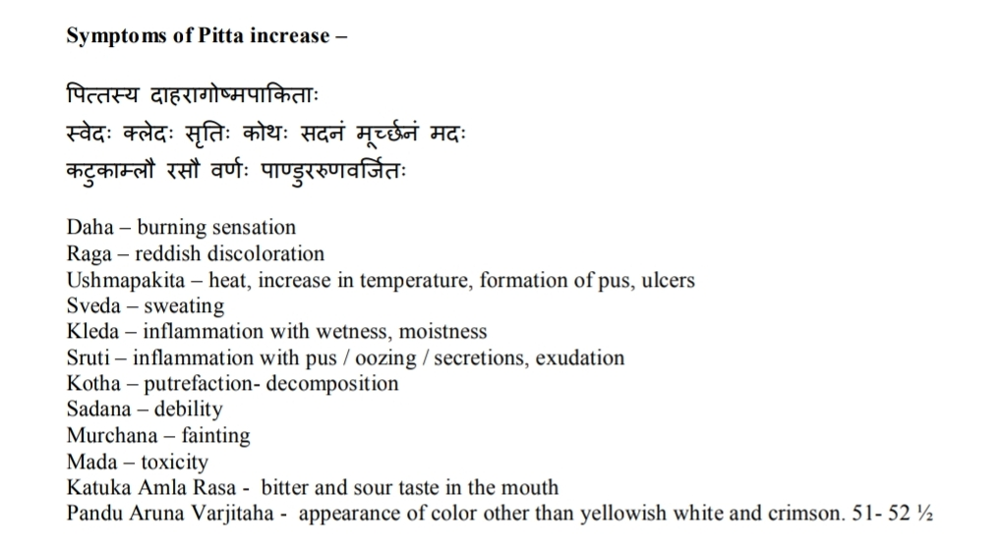 Symptoms of Pitta increase –
पित्तस्य दाहरागोष्मपाकिताः
स्वेदः क्लेदः सृतिः कोथः सदनं मूर्च्छनं मदः
कटुकाम्लौ रसौ वर्णः पाण्डुररुणवर्जितः
Daha – burning sensation
Raga – reddish discoloration
Ushmapakita – heat, increase in temperature, formation of pus, ulcers
Sveda – sweating
Kleda – inflammation with wetness, moistness
Sruti – inflammation with pus / oozing / secretions, exudation
Kotha – putrefaction- decomposition
Sadana – debility
Murchana – fainting
Mada – toxicity
Katuka Amla Rasa -  bitter and sour taste in the mouth
Pandu Aruna Varjitaha -  appearance of color other than yellowish white and crimson. 51- 52 ½